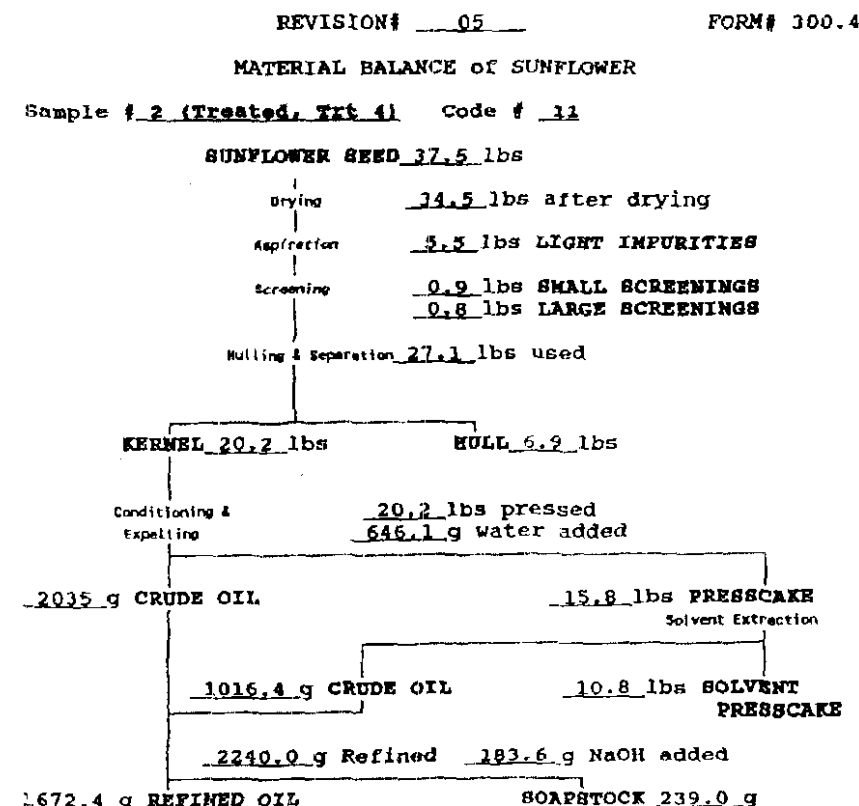 REVISION# 05 FORM# 300.4
MATERIAL BALANCE of SUNFLOWER
Sample # 2 (Treated, Trt 4) Code # 11
SUNFLOWER SEED 37.5 lbs
Drying 34.5 lbs after drying
Aspiration 5.5 lbs LIGHT IMPURITIES
Screening 0.9 lbs SMALL SCREENINGS
0.8 lbs LARGE SCREENINGS
Hulling & Separation 27.1 lbs used
KERNEL 20.2 lbs HULL 6.9 lbs
Conditioning & 20.2 lbs pressed
Expelling 646.1 g water added
2035 g CRUDE OIL 15.8 lbs PRESSCAKE
Solvent Extraction
1016.4 g CRUDE OIL 10.8 lbs SOLVENT
PRESSCAKE
2240.0 g Refined 183.6 g NaOH added
1672.4 g REFINED OIL SOAPSTOCK 239.0 g